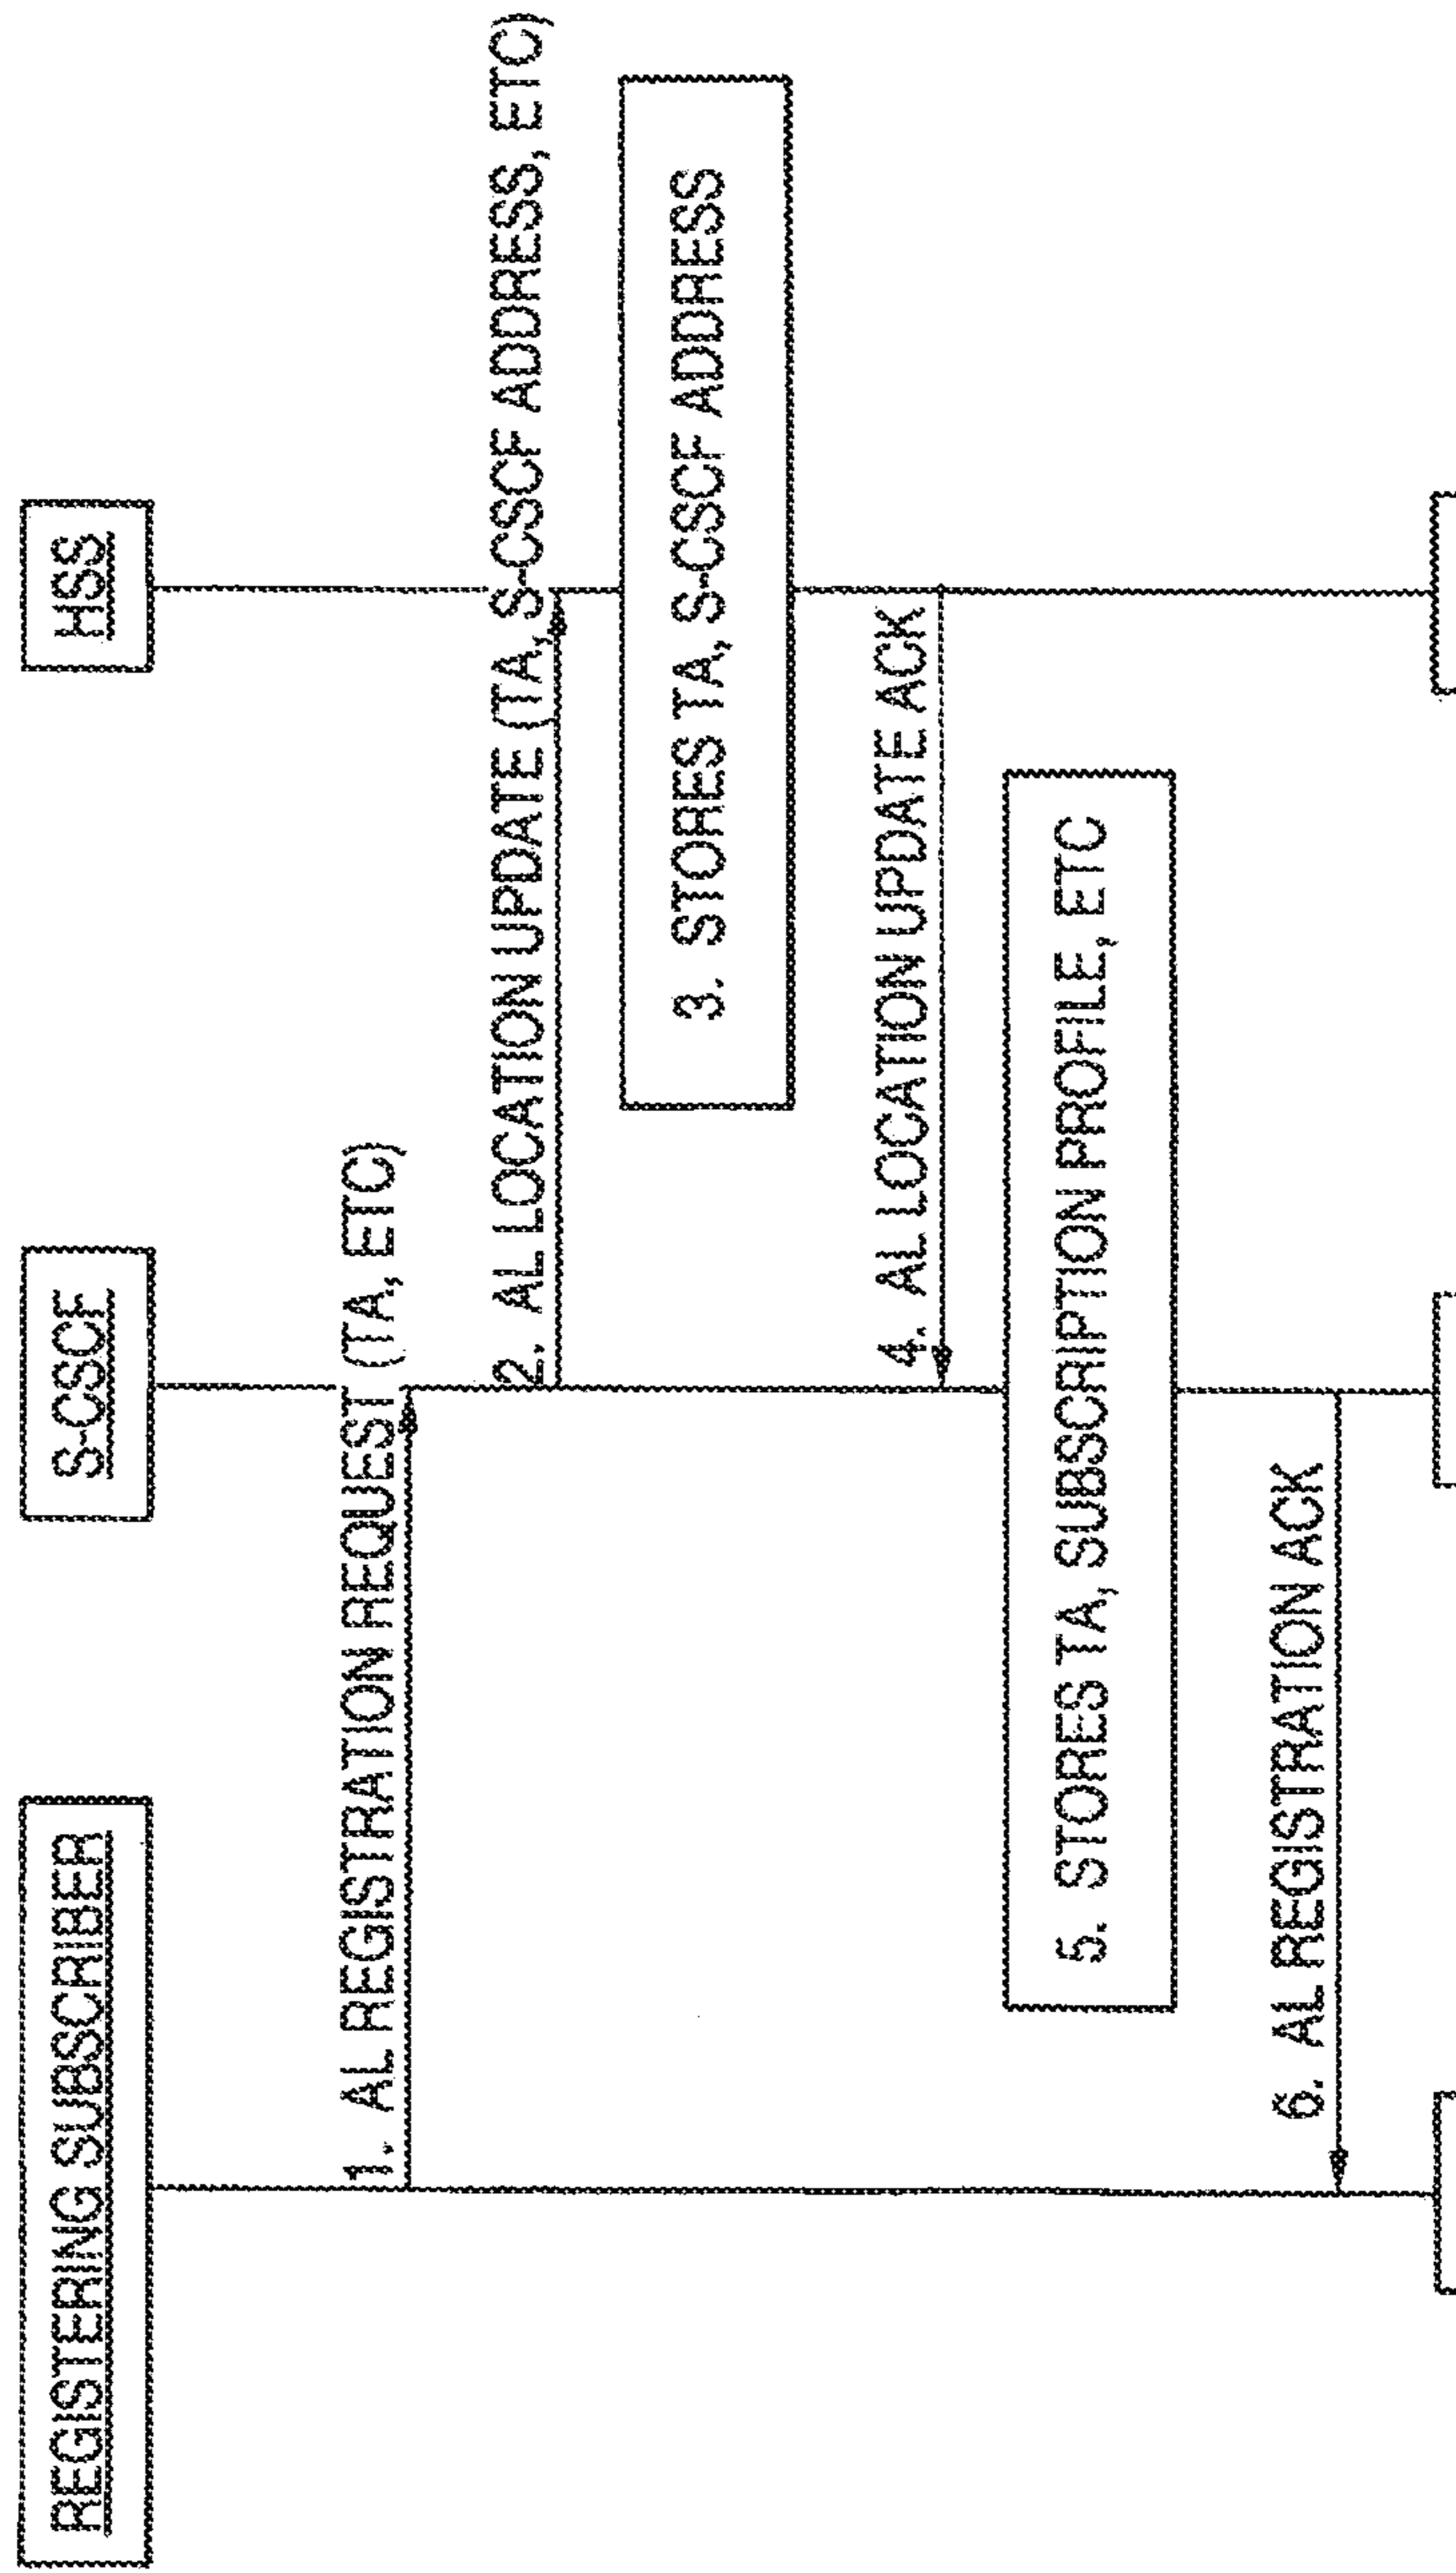 REGISTERING SUBSCRIBER
S-CSCF
HSS
1. AL REGISTRATION REQUEST (TA, ETC)
2. AL LOCATION UPDATE (TA, S-CSCF ADDRESS, ETC)
3. STORES TA, S-CSCF ADDRESS
4. AL LOCATION UPDATE ACK
5. STORES TA, SUBSCRIPTION PROFILE, ETC
6. AL REGISTRATION ACK